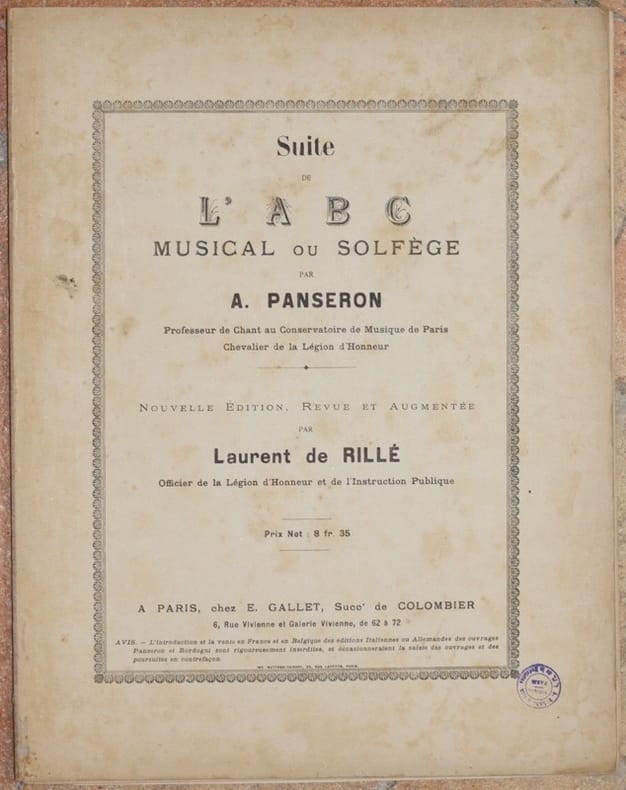 Suite
DE
L'ABC
MUSICAL OU SOLFÈGE
PAR
A. PANSERON
Professeur de Chant au Conservatoire de Musique de Paris
Chevalier de la Légion d'Honneur
NOUVELLE ÉDITION, REVUE ET AUGMENTÉE
PAR
Laurent de RILLÉ
Officier de la Légion d'Honneur et de l'Instruction Publique
Prix Net : 8 fr. 35
A PARIS, chez E. GALLET, Succr de COLOMBIER
6, Rue Vivienne et Galerie Vivienne, de 62 à 72
AVIS. — L'introduction et la vente en France et en Belgique des éditions Italiennes ou Allemandes des ouvrages
Panseron et Bordogni sont rigoureusement interdites, et occasionneraient la saisie des ouvrages et des
poursuites en contrefaçon.